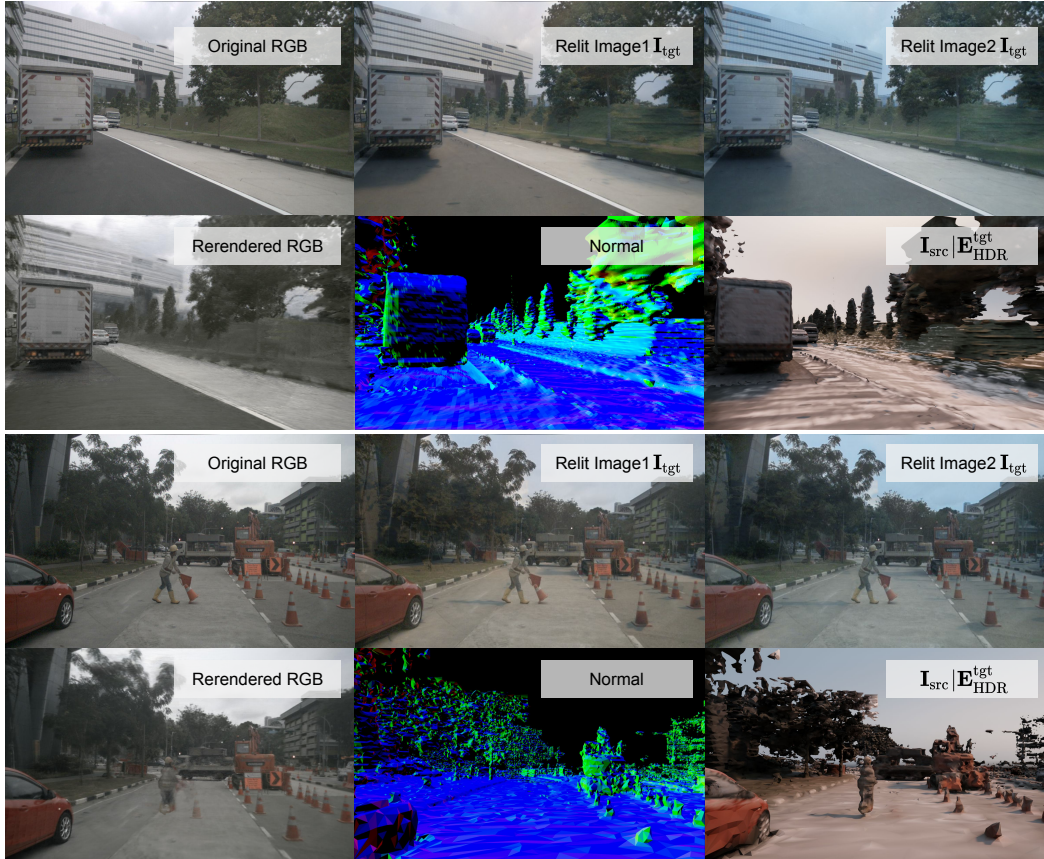 Original RGB
Relit Image1 I_tgt
Relit Image2 I_tgt
Rerendered RGB
Normal
I_src|E_HDR^tgt
Original RGB
Relit Image1 I_tgt
Relit Image2 I_tgt
Rerendered RGB
Normal
I_src|E_HDR^tgt